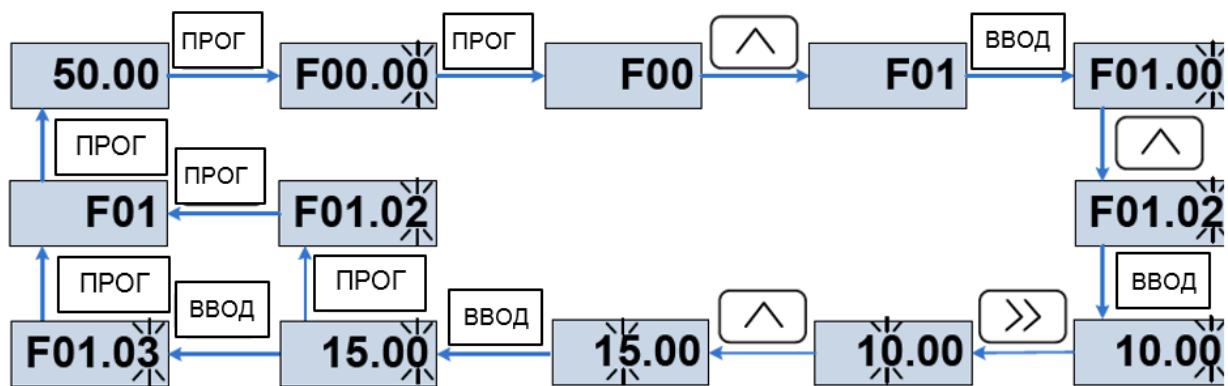 50.00 ПРОГ F00.00 ПРОГ F00 F01 ВВОД F01.00
ПРОГ ПРОГ
F01 F01.02 F01.02
ПРОГ ВВОД ПРОГ ВВОД ВВОД
F01.03 15.00 15.00 10.00 10.00